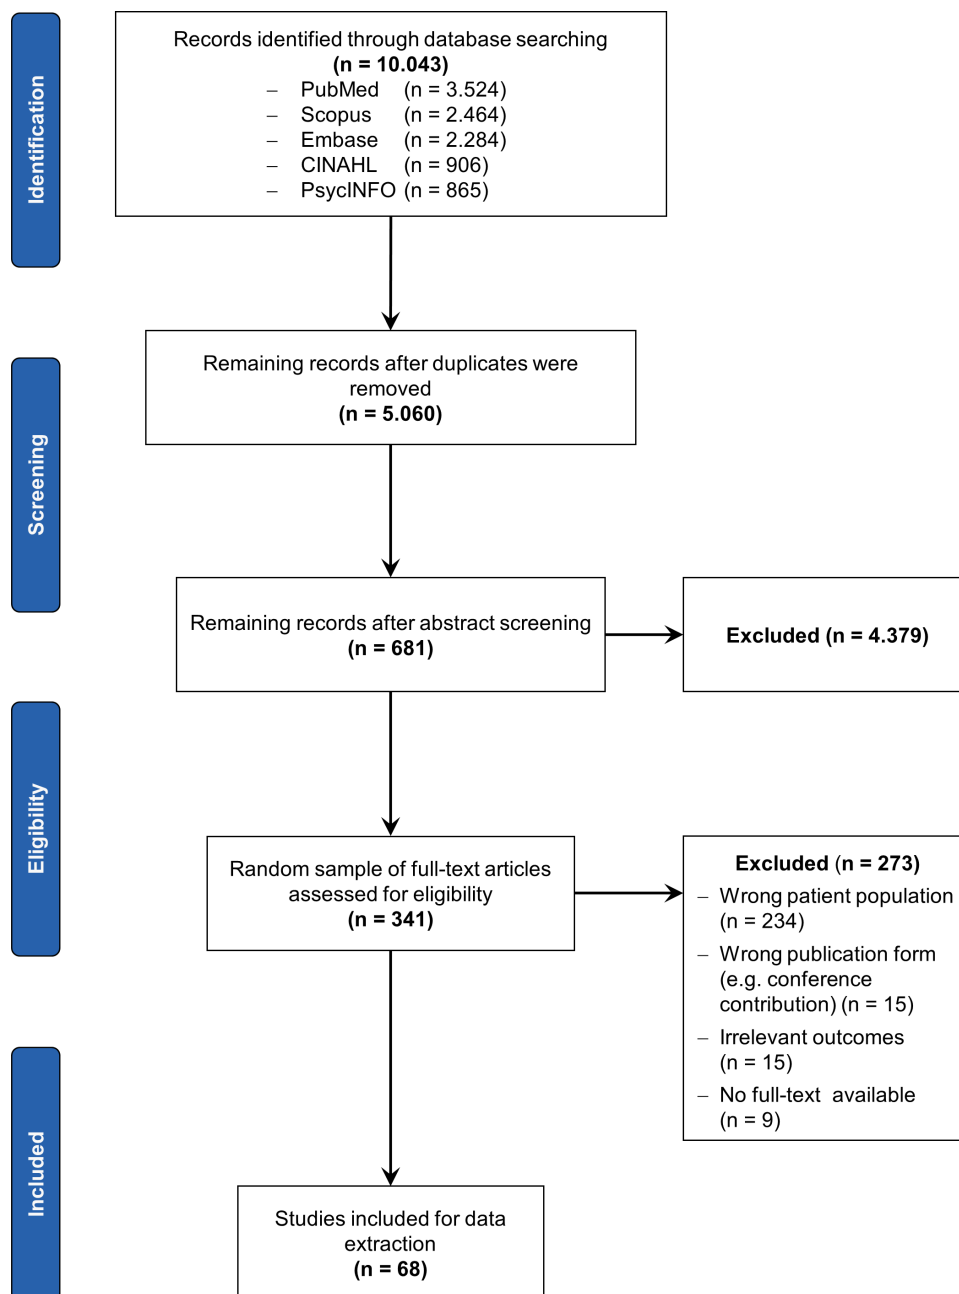 Identification
Records identified through database searching
(n = 10.043)
– PubMed (n = 3.524)
– Scopus (n = 2.464)
– Embase (n = 2.284)
– CINAHL (n = 906)
– PsycINFO (n = 865)
Screening
Remaining records after duplicates were
removed
(n = 5.060)
Remaining records after abstract screening
(n = 681)
Excluded (n = 4.379)
Eligibility
Random sample of full-text articles
assessed for eligibility
(n = 341)
Excluded (n = 273)
– Wrong patient population
(n = 234)
– Wrong publication form
(e.g. conference
contribution) (n = 15)
– Irrelevant outcomes
(n = 15)
– No full-text available
(n = 9)
Included
Studies included for data
extraction
(n = 68)